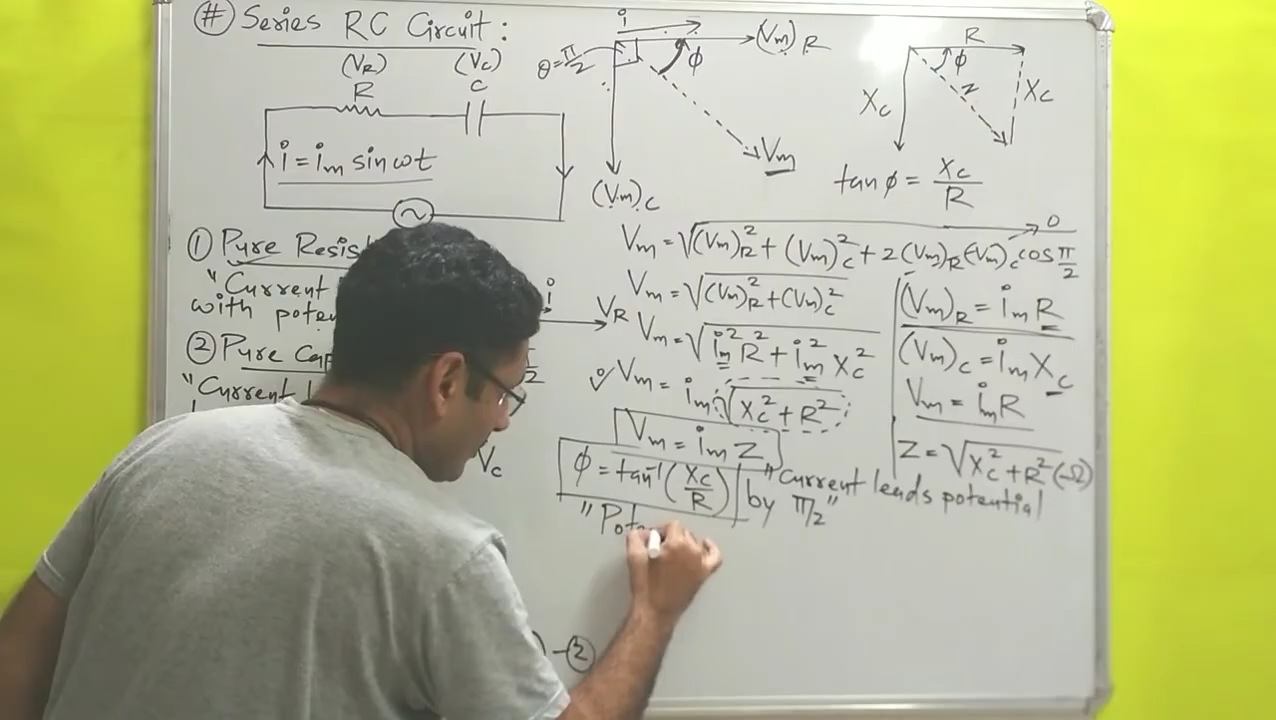 # Series RC Circuit :
(VR) (VC)
R C
i = im sin ωt
i
(Vm)R
θ=π/2
ϕ
Vm
(Vm)C
R
ϕ
Z
XC
XC
tan ϕ = XC/R
① Pure Resis
"Current
with poten
i
VR
② Pure Cap
"Current l
VC
Vm = √(Vm)R² + (Vm)C² + 2(Vm)R(Vm)C cos π/2
0
Vm = √(Vm)R² + (Vm)C²
Vm = √im²R² + im²XC²
Vm = im √XC² + R²
Vm = im Z
ϕ = tan⁻¹(XC/R)
(Vm)R = im R
(Vm)C = im XC
Vm = im R
Z = √XC² + R² (Ω)
"Current leads potential
by π/2"
"Pote
- ②